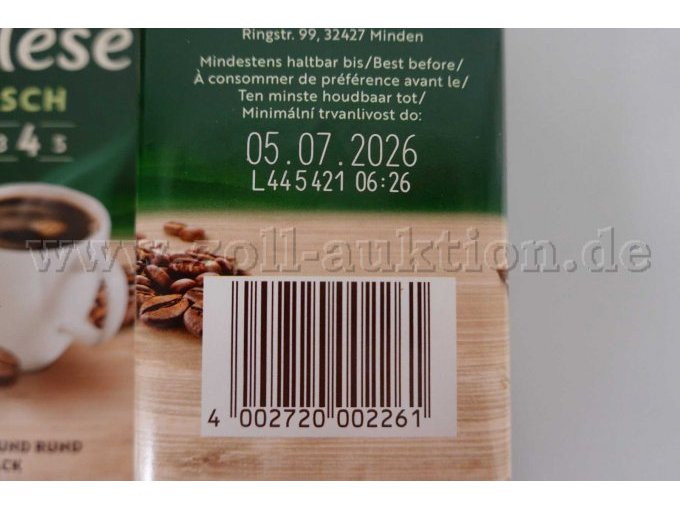 Ringstr. 99, 32427 Minden
Mindestens haltbar bis/Best before/
À consommer de préférence avant le/
Ten minste houdbaar tot/
Minimální trvanlivost do:
05.07.2026
L445421 06:26
lese
SCH
3 4 5
www.zoll-auktion.de
4 002720 002261
UND RUND
ACK